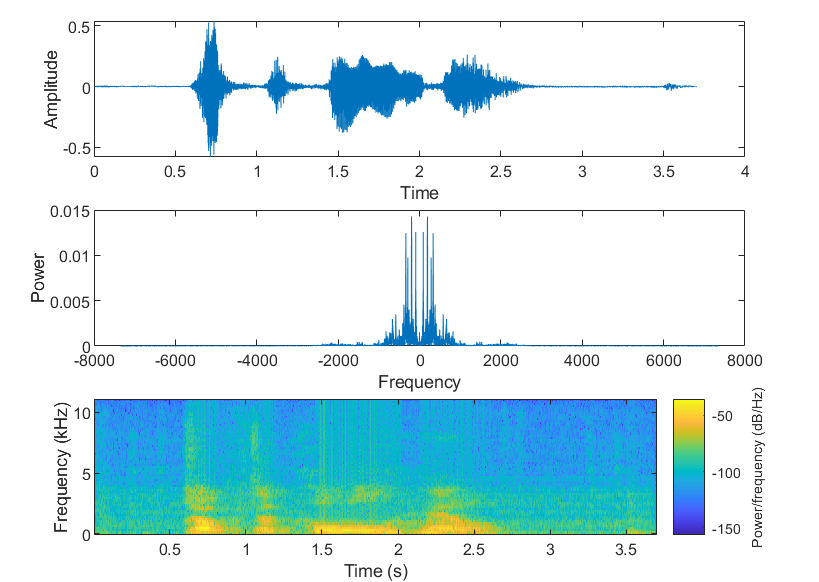 0.5
0
-0.5
Amplitude
0 0.5 1 1.5 2 2.5 3 3.5 4
Time
0.015
0.01
0.005
0
Power
-8000 -6000 -4000 -2000 0 2000 4000 6000 8000
Frequency
10
5
0
Frequency (kHz)
0.5 1 1.5 2 2.5 3 3.5
Time (s)
-50
-100
-150
Power/frequency (dB/Hz)